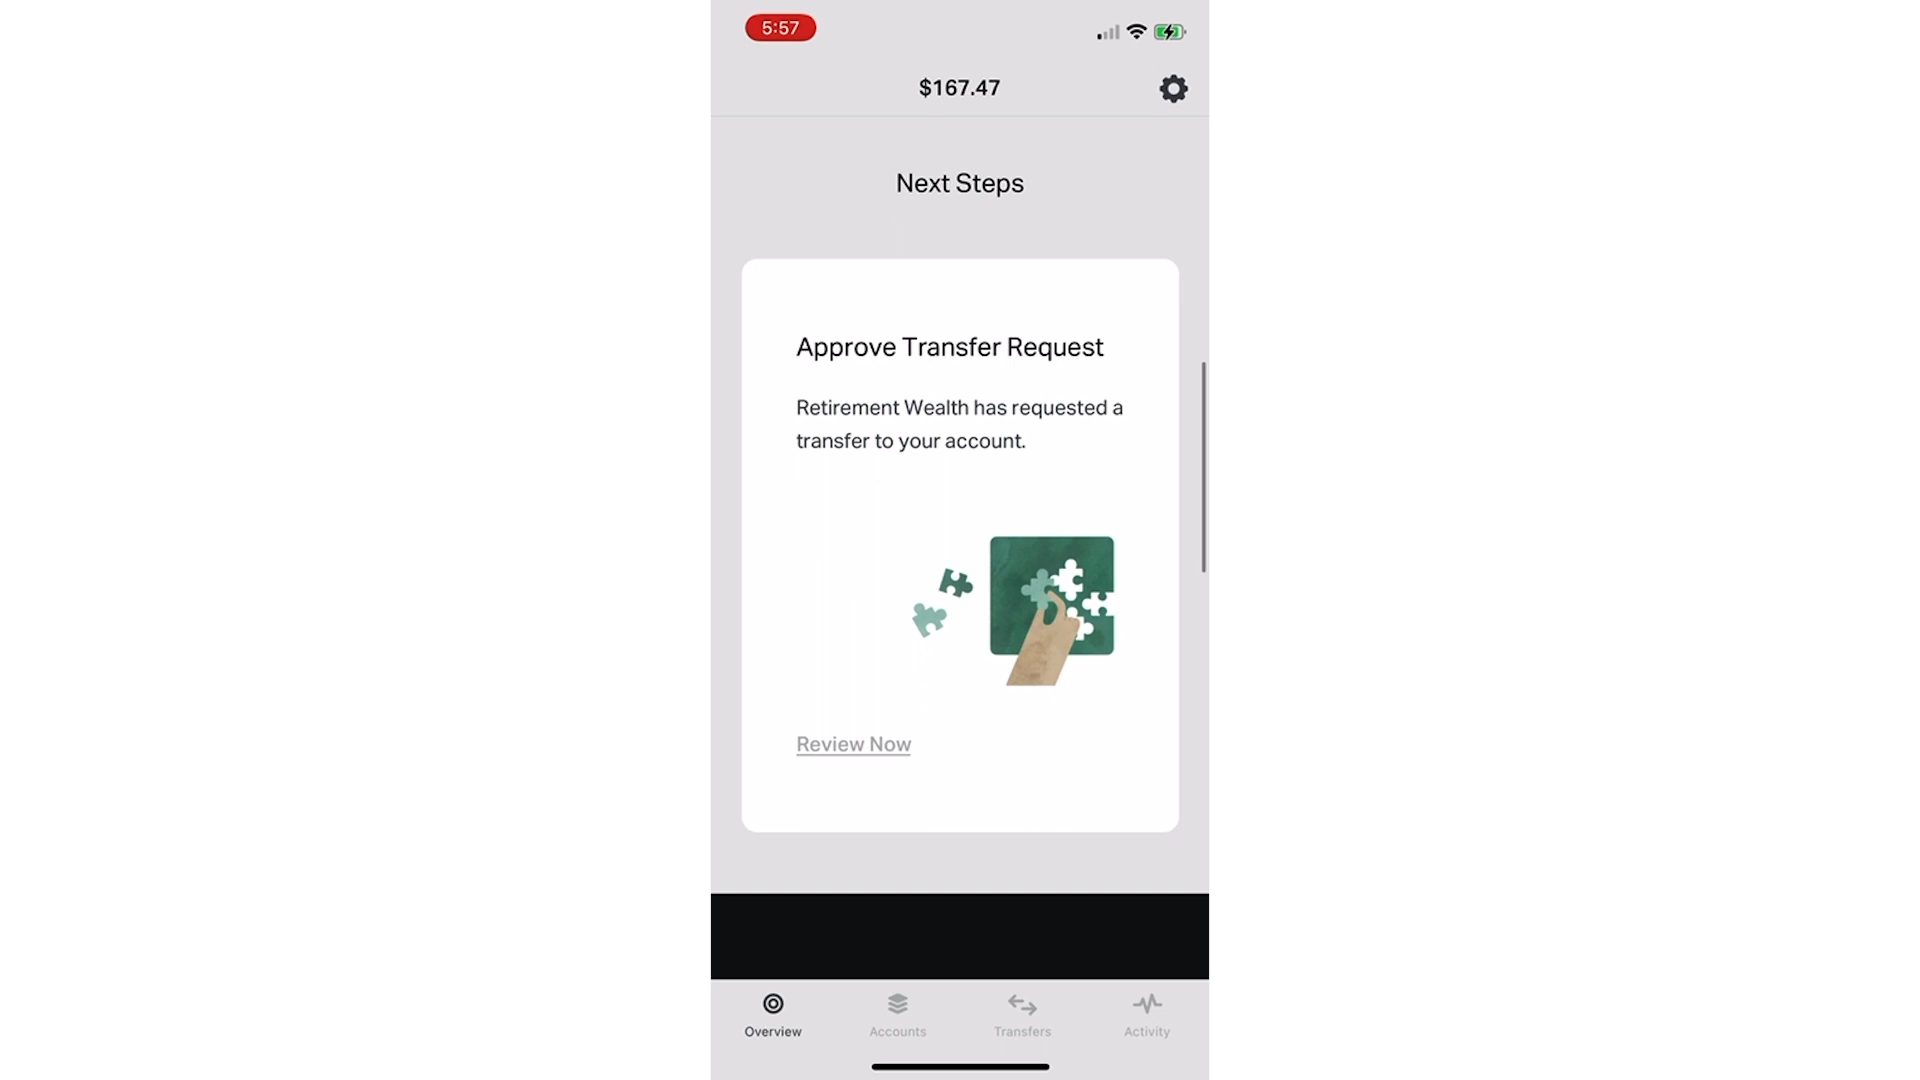 5:57
$167.47
Next Steps
Approve Transfer Request
Retirement Wealth has requested a
transfer to your account.
Review Now
Overview
Accounts
Transfers
Activity